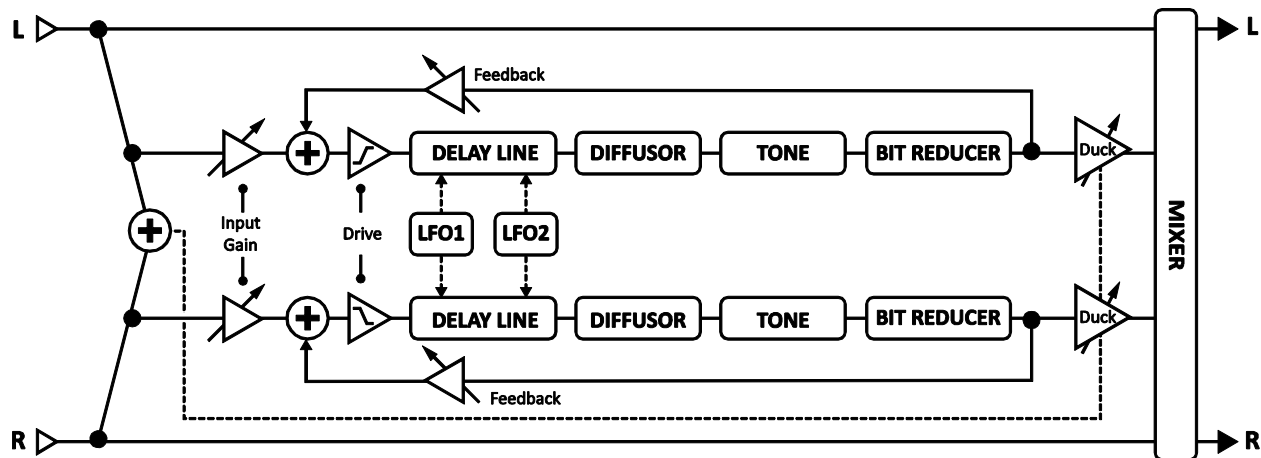 L
L
Feedback
+
DELAY LINE
DIFFUSOR
TONE
BIT REDUCER
Duck
+
Input
Gain
Drive
LFO1
LFO2
MIXER
+
DELAY LINE
DIFFUSOR
TONE
BIT REDUCER
Duck
Feedback
R
R